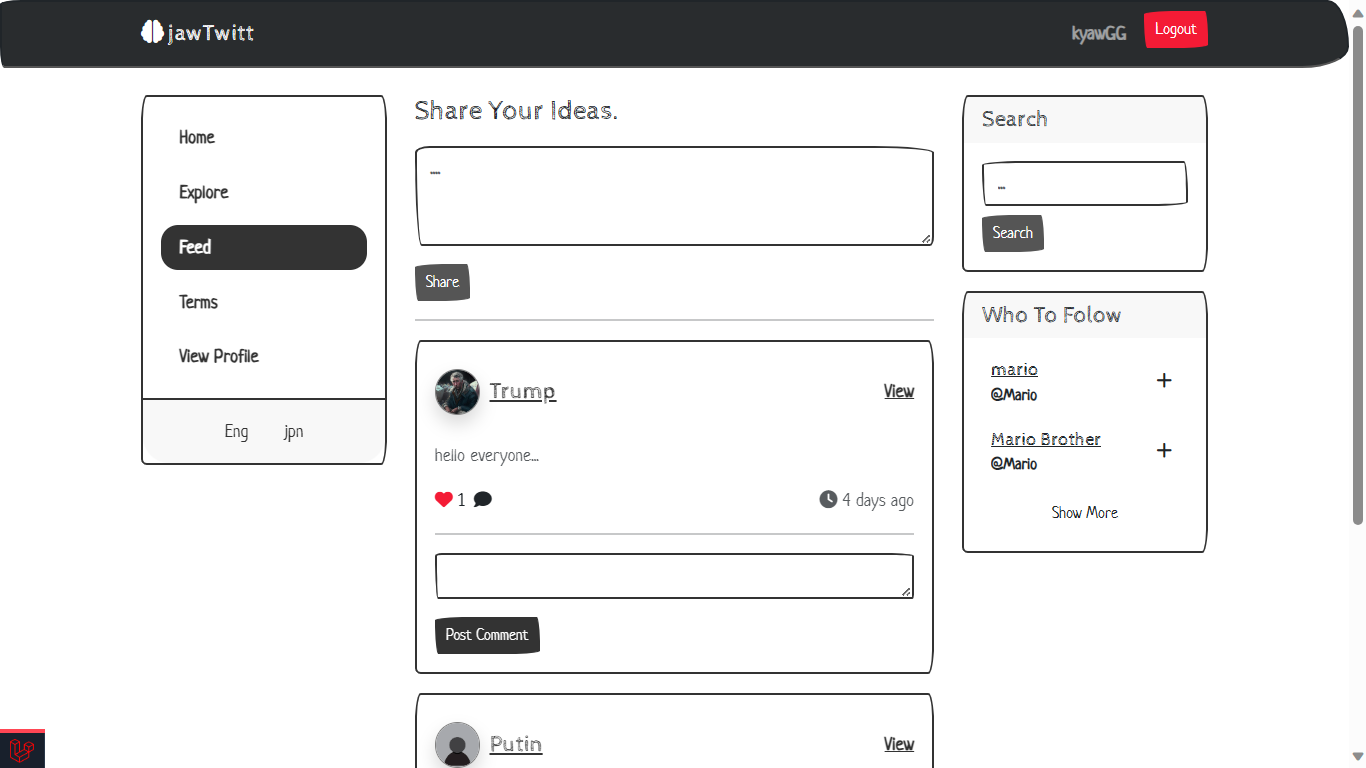 jawTwitt
kyawGG
Logout
Home
Explore
Feed
Terms
View Profile
Eng jpn
Share Your Ideas.
....
Share
Trump
View
hello everyone...
1
4 days ago
Post Comment
Putin
View
Search
...
Search
Who To Folow
mario
@Mario
+
Mario Brother
@Mario
+
Show More